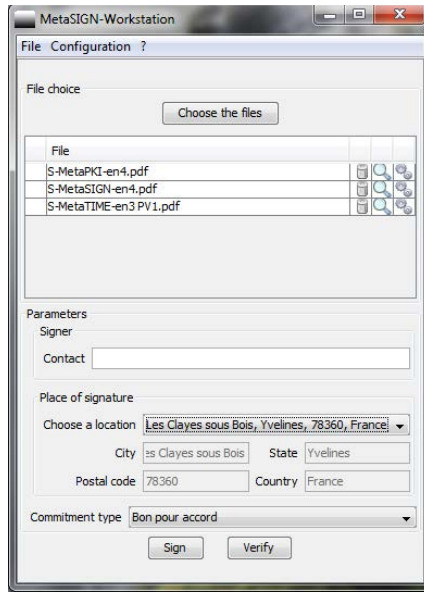 MetaSIGN-Workstation
File Configuration ?
File choice
Choose the files
File
S-MetaPKI-en4.pdf
S-MetaSIGN-en4.pdf
S-MetaTIME-en3 PV1.pdf
Parameters
Signer
Contact
Place of signature
Choose a location Les Clayes sous Bois, Yvelines, 78360, France
City es Clayes sous Bois State Yvelines
Postal code 78360 Country France
Commitment type Bon pour accord
Sign Verify